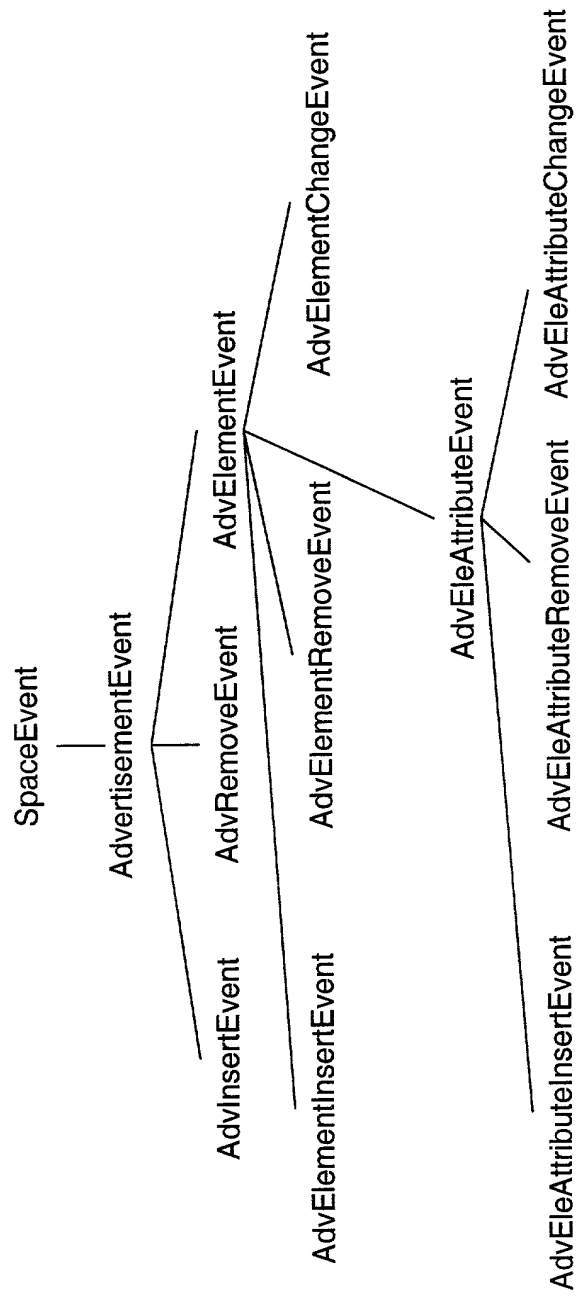 SpaceEvent
AdvertisementEvent
AdvInsertEvent
AdvRemoveEvent
AdvElementEvent
AdvElementInsertEvent
AdvElementRemoveEvent
AdvElementChangeEvent
AdvEleAttributeEvent
AdvEleAttributeInsertEvent
AdvEleAttributeRemoveEvent
AdvEleAttributeChangeEvent